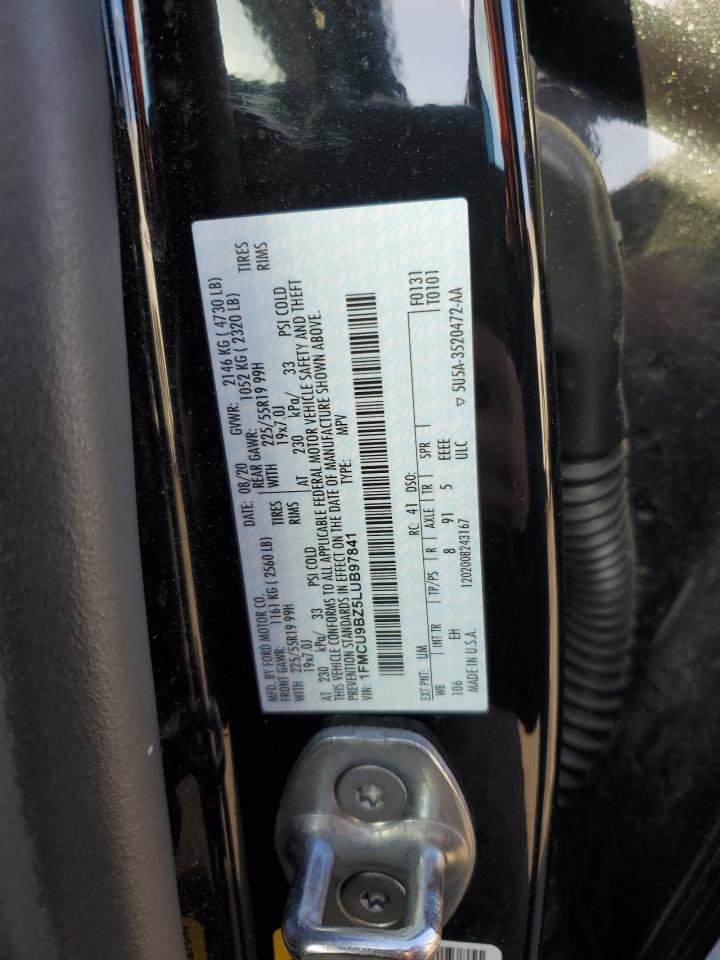 MFD. BY FORD MOTOR CO. DATE: 08/20 GVWR: 2146 KG ( 4730 LB)
FRONT GAWR: 1161 KG ( 2560 LB) REAR GAWR: 1052 KG ( 2320 LB)
WITH 225/55R19 99H TIRES WITH 225/55R19 99H TIRES
19x7.0J RIMS 19x7.0J RIMS
AT 230 kPa/ 33 PSI COLD AT 230 kPa/ 33 PSI COLD
THIS VEHICLE CONFORMS TO ALL APPLICABLE FEDERAL MOTOR VEHICLE SAFETY AND THEFT
PREVENTION STANDARDS IN EFFECT ON THE DATE OF MANUFACTURE SHOWN ABOVE.
VIN: 1FMCU9BZ5LUB97841 TYPE: MPV
F0131
T0101
EXT PNT: UM RC: 41 DSO:
WB INT TR TP/PS R AXLE TR SPR
106 EH 8 91 5 EEEE
MADE IN U.S.A. 1202008243167 ULC ▽ 5U5A-3520472-AA